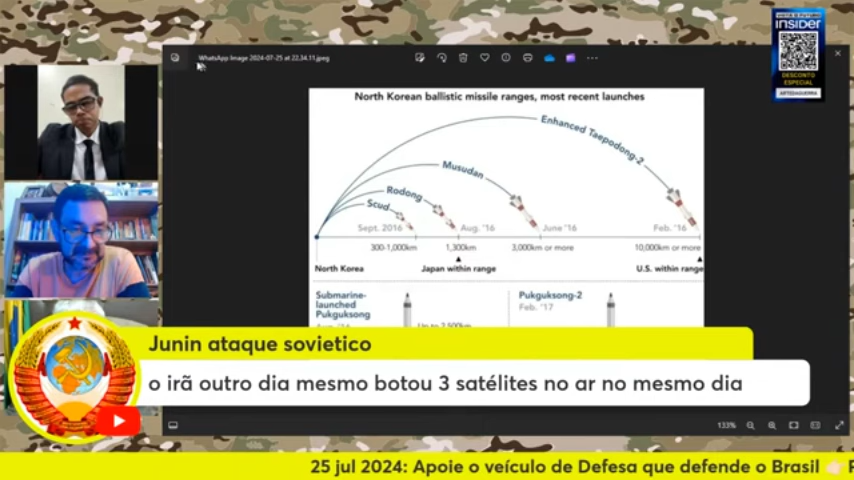 VISTA O FUTURO
insider
DESCONTO
ESPECIAL
ARTEDAGUERRA
WhatsApp Image 2024-07-25 at 22.34.11.jpeg
North Korean ballistic missile ranges, most recent launches
Enhanced Taepodong-2
Musudan
Rodong
Scud
Sept. 2016
Aug. '16
June '16
Feb. '16
300-1,000km
1,300km
3,000km or more
10,000km or more
North Korea
Japan within range
U.S. within range
Submarine-
launched
Pukguksong
Up to 2,500km
Pukguksong-2
Feb. '17
Junin ataque sovietico
o irã outro dia mesmo botou 3 satélites no ar no mesmo dia
133%
25 jul 2024: Apoie o veículo de Defesa que defende o Brasil